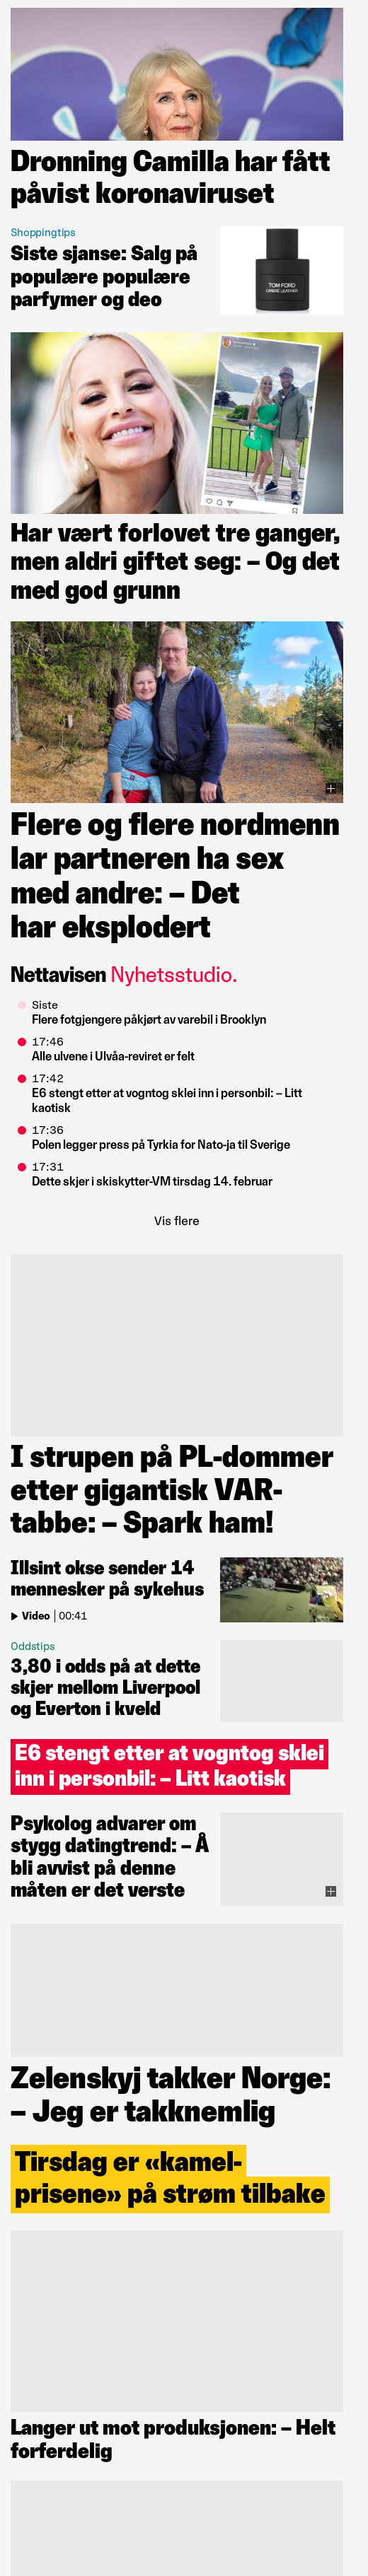 Dronning Camilla har fått
påvist koronaviruset
Shoppingtips
Siste sjanse: Salg på
populære populære
parfymer og deo
TOM FORD
OMBRÉ LEATHER
Har vært forlovet tre ganger,
men aldri giftet seg: – Og det
med god grunn
Flere og flere nordmenn
lar partneren ha sex
med andre: – Det
har eksplodert
Nettavisen Nyhetsstudio.
Siste
Flere fotgjengere påkjørt av varebil i Brooklyn
17:46
Alle ulvene i Ulvåa-reviret er felt
17:42
E6 stengt etter at vogntog sklei inn i personbil: – Litt
kaotisk
17:36
Polen legger press på Tyrkia for Nato-ja til Sverige
17:31
Dette skjer i skiskytter-VM tirsdag 14. februar
Vis flere
I strupen på PL-dommer
etter gigantisk VAR-
tabbe: – Spark ham!
Illsint okse sender 14
mennesker på sykehus
Video | 00:41
Oddstips
3,80 i odds på at dette
skjer mellom Liverpool
og Everton i kveld
E6 stengt etter at vogntog sklei
inn i personbil: – Litt kaotisk
Psykolog advarer om
stygg datingtrend: – Å
bli avvist på denne
måten er det verste
Zelenskyj takker Norge:
– Jeg er takknemlig
Tirsdag er «kamel-
prisene» på strøm tilbake
Langer ut mot produksjonen: – Helt
forferdelig